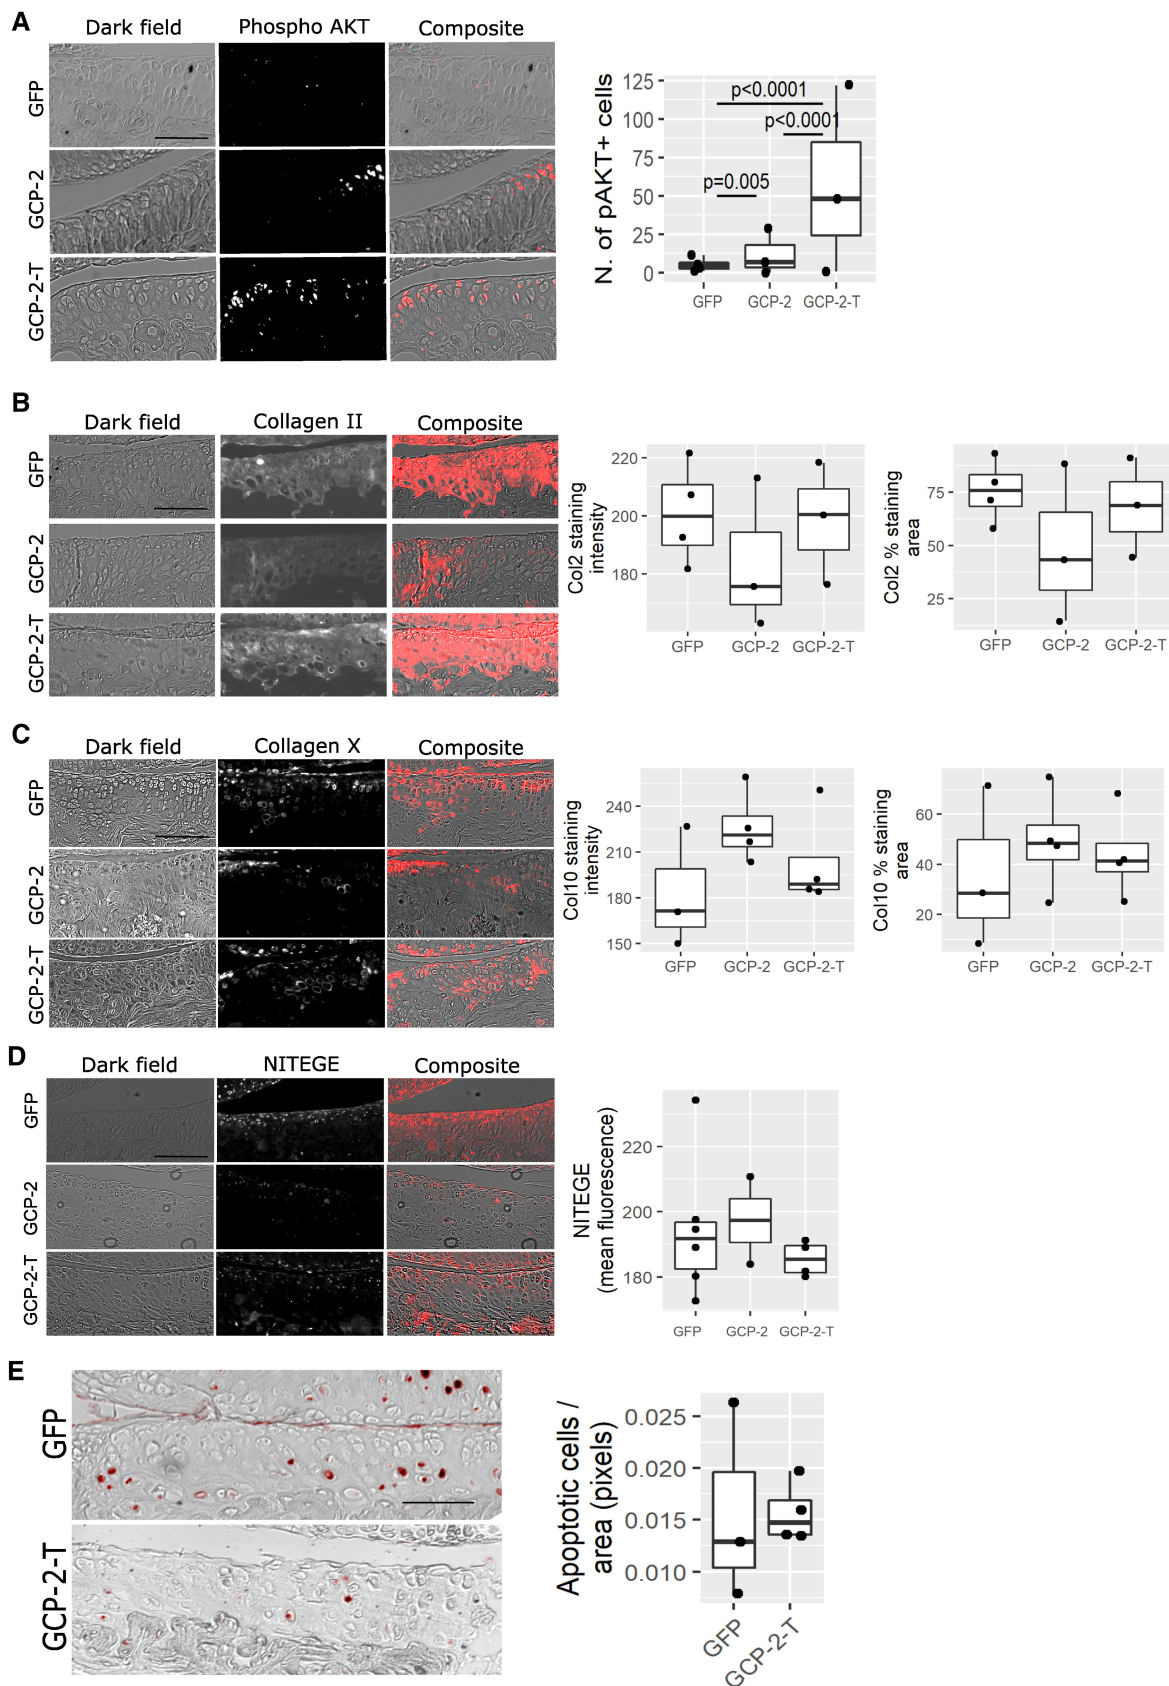 A
Dark field
Phospho AKT
Composite
GFP
GCP-2
GCP-2-T
N. of pAKT+ cells
125
100
75
50
25
0
p<0.0001
p<0.0001
p=0.005
GFP
GCP-2
GCP-2-T
B
Dark field
Collagen II
Composite
GFP
GCP-2
GCP-2-T
Col2 staining
intensity
220
200
180
GFP
GCP-2
GCP-2-T
Col2 % staining
area
75
50
25
GFP
GCP-2
GCP-2-T
C
Dark field
Collagen X
Composite
GFP
GCP-2
GCP-2-T
Col10 staining
intensity
240
210
180
150
GFP
GCP-2
GCP-2-T
Col10 % staining
area
60
40
20
GFP
GCP-2
GCP-2-T
D
Dark field
NITEGE
Composite
GFP
GCP-2
GCP-2-T
NITEGE
(mean fluorescence)
220
200
180
GFP
GCP-2
GCP-2-T
E
GFP
GCP-2-T
Apoptotic cells /
area (pixels)
0.025
0.020
0.015
0.010
GFP
GCP-2-T